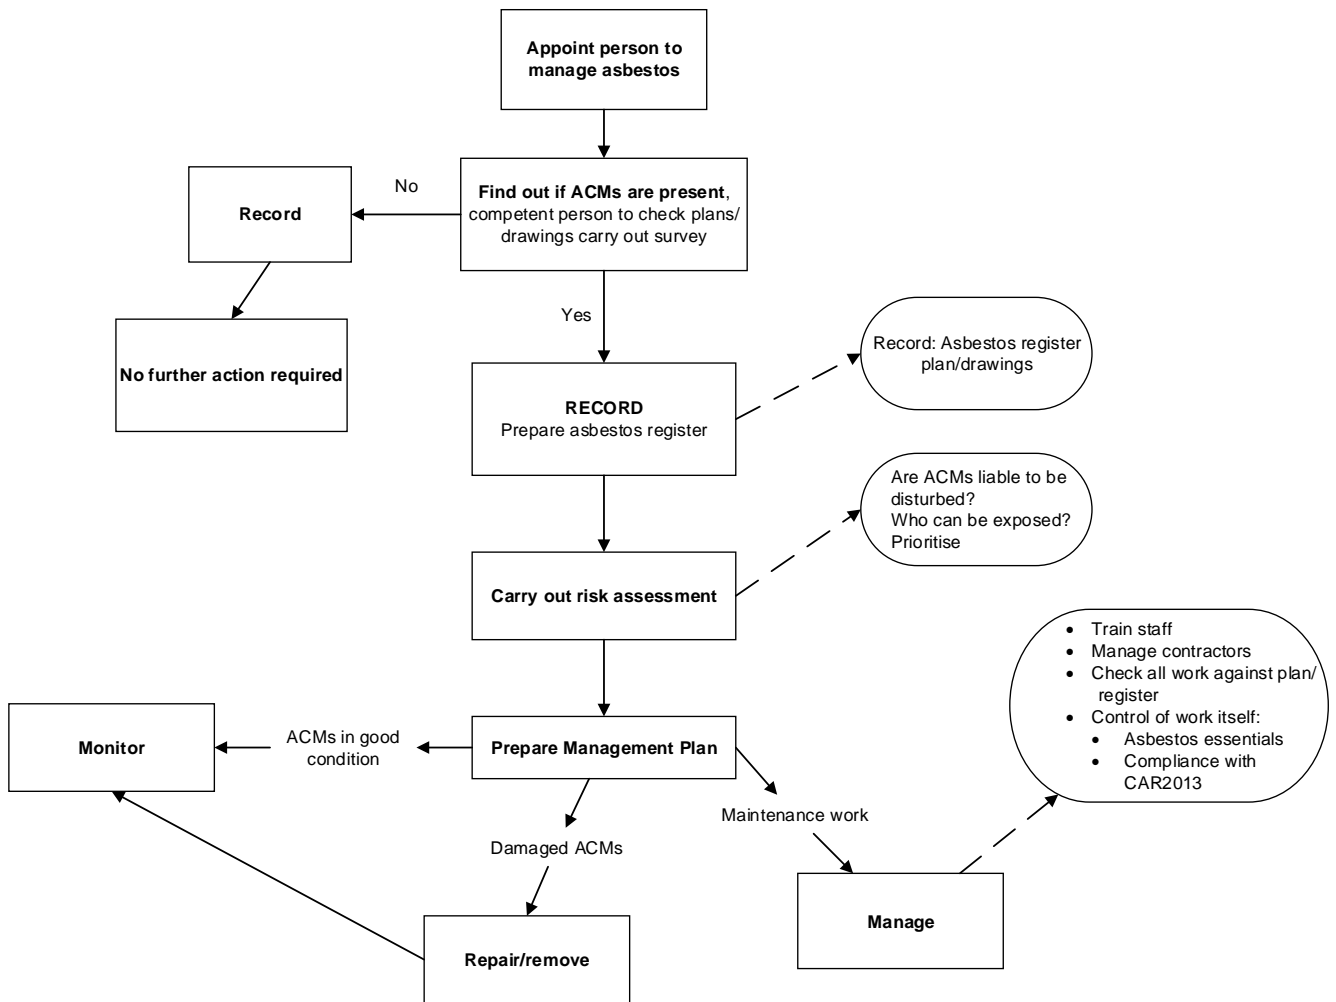 Appoint person to
manage asbestos
No
Find out if ACMs are present,
competent person to check plans/
drawings carry out survey
Record
Yes
No further action required
Record: Asbestos register
plan/drawings
RECORD
Prepare asbestos register
Are ACMs liable to be
disturbed?
Who can be exposed?
Prioritise
Carry out risk assessment
• Train staff
• Manage contractors
• Check all work against plan/
register
• Control of work itself:
• Asbestos essentials
• Compliance with
CAR2013
Monitor
ACMs in good
condition
Prepare Management Plan
Maintenance work
Damaged ACMs
Manage
Repair/remove